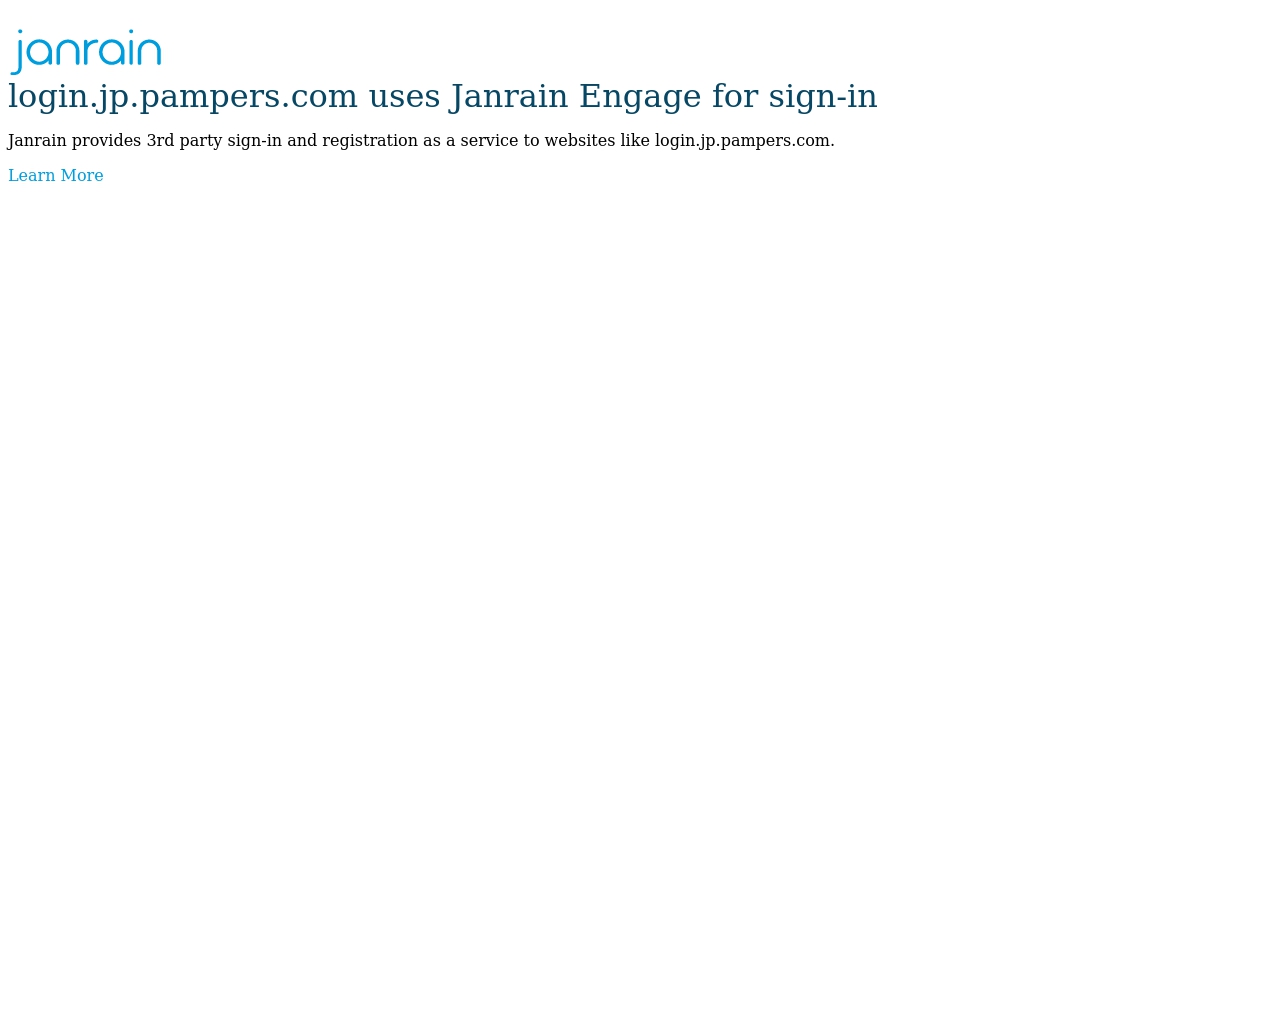 janrain
login.jp.pampers.com uses Janrain Engage for sign-in
Janrain provides 3rd party sign-in and registration as a service to websites like login.jp.pampers.com.
Learn More